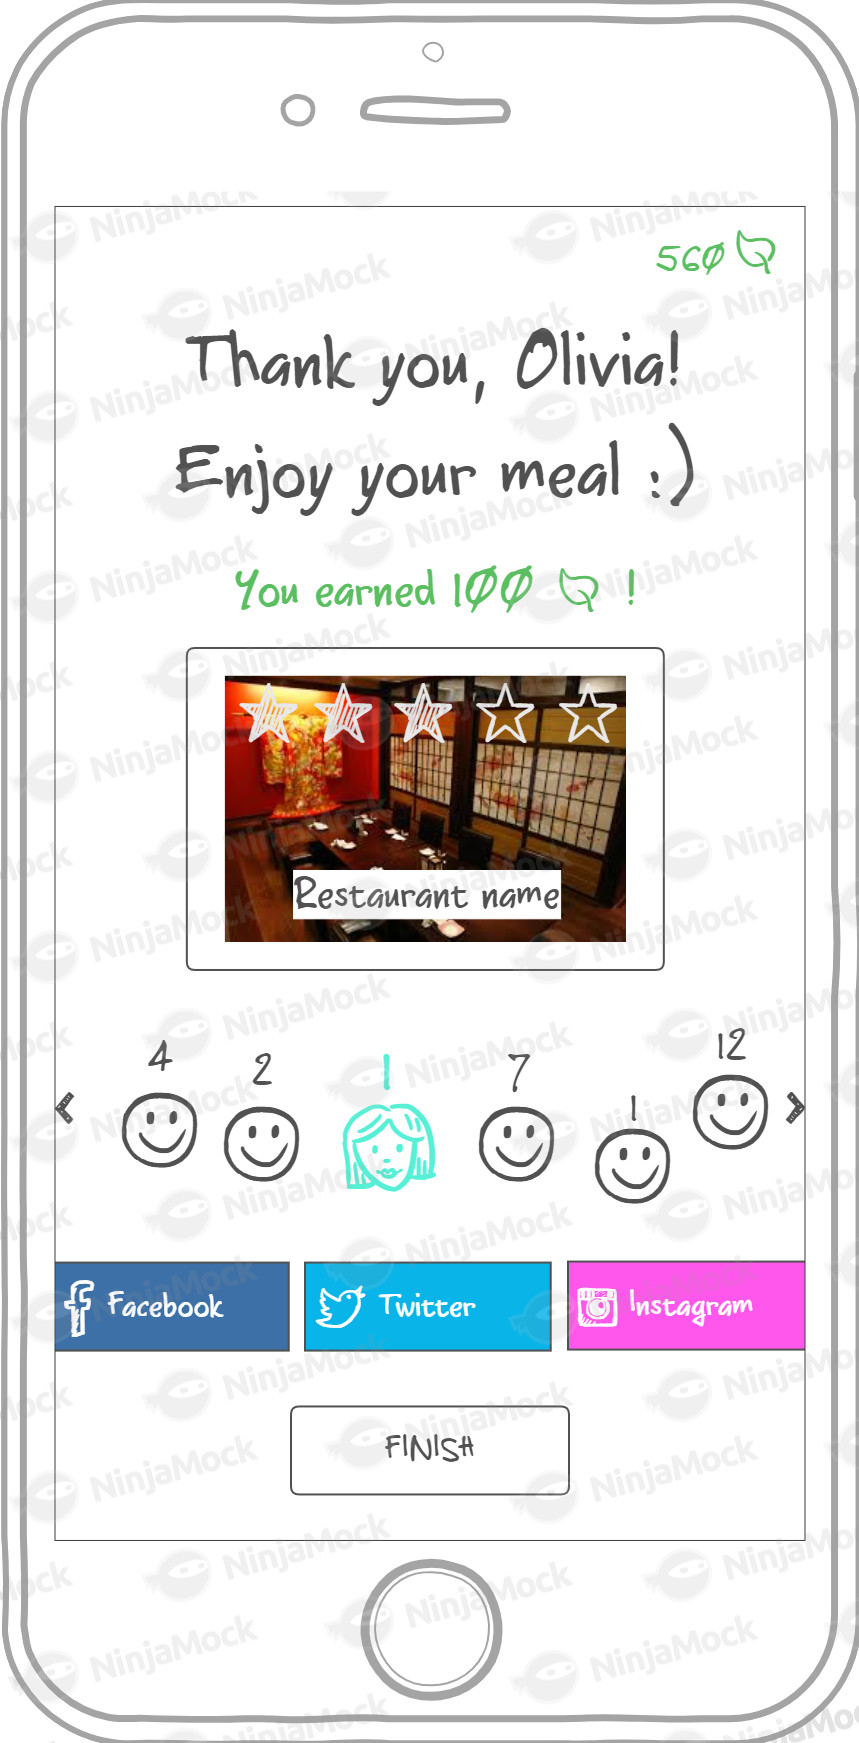 560
Thank you, Olivia!
Enjoy your meal :)
You earned 100 !
Restaurant name
4 2 1 7 1 12
Facebook Twitter Instagram
FINISH
NinjaMock